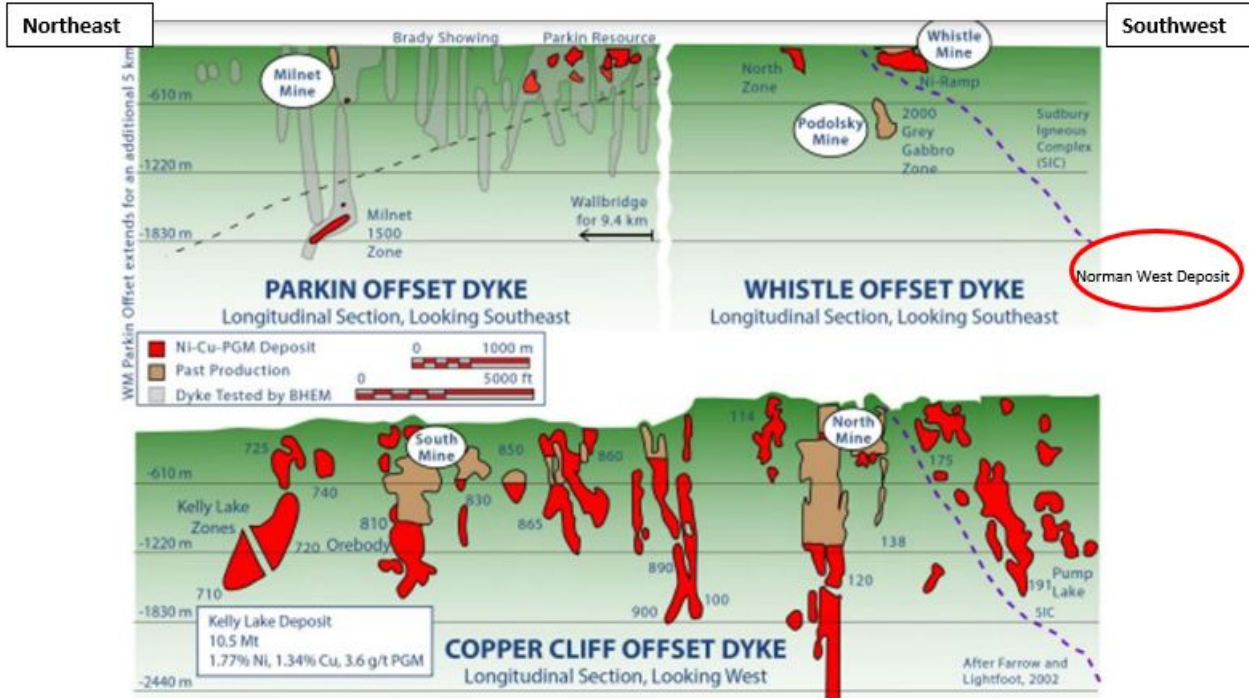 Northeast
Southwest
WM Parkin Offset extends for an additional 5 km
Brady Showing
Parkin Resource
Milnet
Mine
-610 m
-1220 m
-1830 m
Milnet
1500
Zone
Wallbridge
for 9.4 km
North
Zone
Whistle
Mine
Ni-Ramp
Podolsky
Mine
2000
Grey
Gabbro
Zone
Sudbury
Igneous
Complex
(SIC)
Norman West Deposit
PARKIN OFFSET DYKE
Longitudinal Section, Looking Southeast
WHISTLE OFFSET DYKE
Longitudinal Section, Looking Southeast
Ni-Cu-PGM Deposit
Past Production
Dyke Tested by BHEM
0 1000 m
0 5000 ft
725
740
South
Mine
850
860
114
North
Mine
175
-610 m
Kelly Lake
Zones
720
710
810
Orebody
830
865
890
900
100
120
138
191
Pump
Lake
SIC
-1220 m
-1830 m
-2440 m
Kelly Lake Deposit
10.5 Mt
1.77% Ni, 1.34% Cu, 3.6 g/t PGM
COPPER CLIFF OFFSET DYKE
Longitudinal Section, Looking West
After Farrow and
Lightfoot, 2002